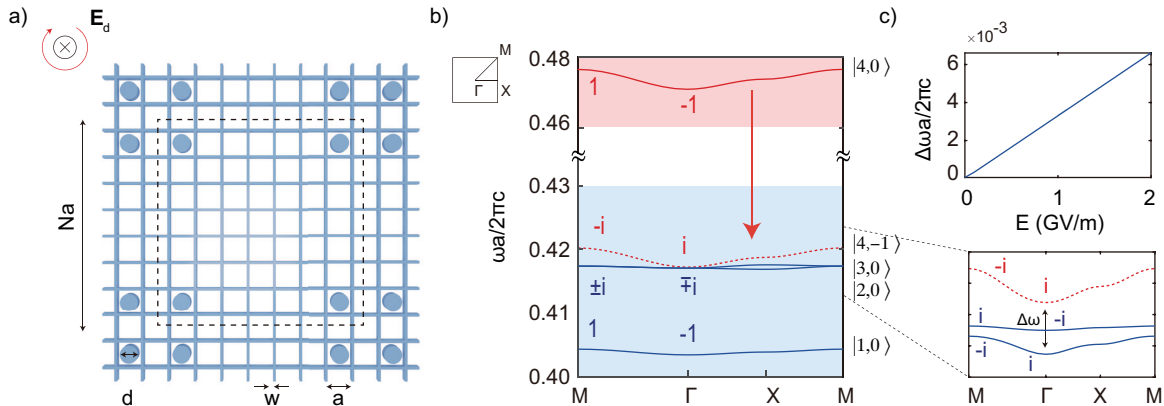 a)
E_d
Na
d
w
a
b)
M
Γ
X
ωa/2πc
0.48
0.46
0.43
0.42
0.41
0.40
1
-1
-i
i
±i
∓i
1
-1
M
Γ
X
M
|4,0⟩
|4,−1⟩
|3,0⟩
|2,0⟩
|1,0⟩
c)
×10⁻³
Δωa/2πc
6
4
2
0
0
1
2
E (GV/m)
-i
i
Δω
i
-i
-i
i
M
Γ
X
M